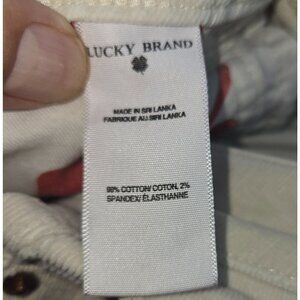 LUCKY BRAND
MADE IN SRI LANKA
FABRIQUE AU SRI LANKA
98% COTTON/ COTON, 2%
SPANDEX/ ÉLASTHANNE